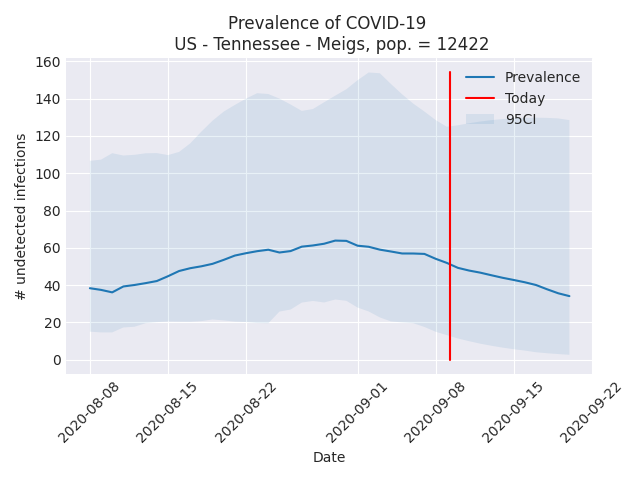 Prevalence of COVID-19
US - Tennessee - Meigs, pop. = 12422
160
140
120
100
80
60
40
20
0
# undetected infections
Prevalence
Today
95CI
2020-08-08
2020-08-15
2020-08-22
2020-09-01
2020-09-08
2020-09-15
2020-09-22
Date